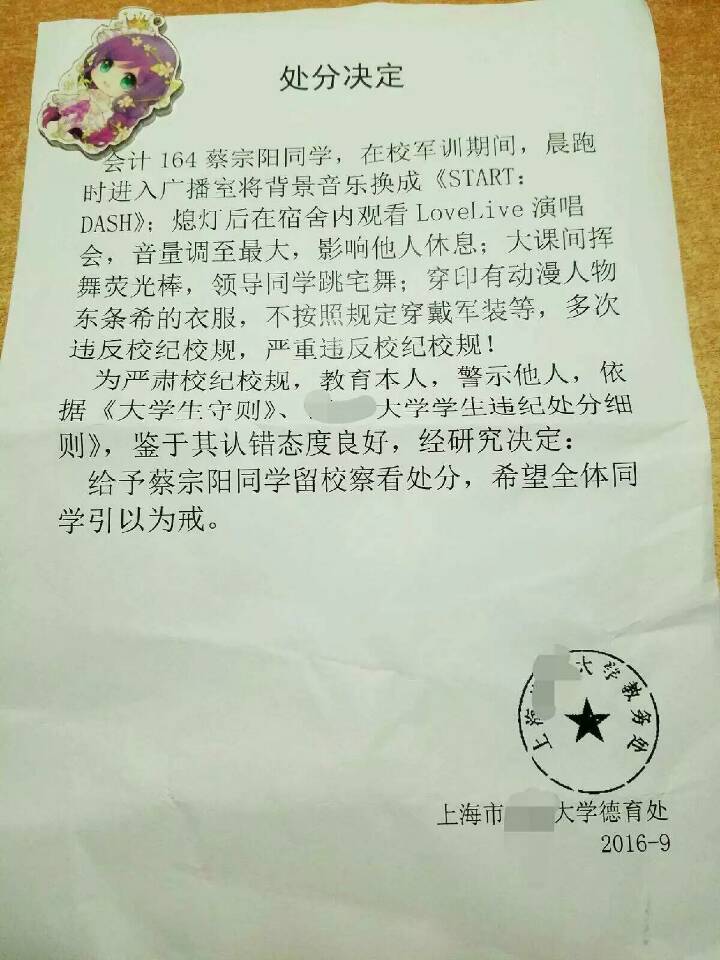 处分决定
会计 164 蔡宗阳同学，在校军训期间，晨跑
时进入广播室将背景音乐换成《START:
DASH》；熄灯后在宿舍内观看 LoveLive 演唱
会，音量调至最大，影响他人休息；大课间挥
舞荧光棒，领导同学跳宅舞；穿印有动漫人物
东条希的衣服，不按照规定穿戴军装等，多次
违反校纪校规，严重违反校纪校规！
为严肃校纪校规，教育本人，警示他人，依
据《大学生守则》、大学学生违纪处分细
则》，鉴于其认错态度良好，经研究决定：
给予蔡宗阳同学留校察看处分，希望全体同
学引以为戒。
上海 大学教务处
上海市 大学德育处
2016-9